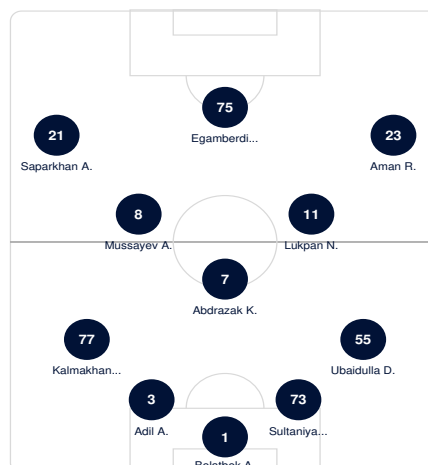 75
Egamberdi...
21
Saparkhan A.
23
Aman R.
8
Mussayev A.
11
Lukpan N.
7
Abdrazak K.
77
Kalmakhan...
55
Ubaidulla D.
3
Adil A.
73
Sultaniya...
1